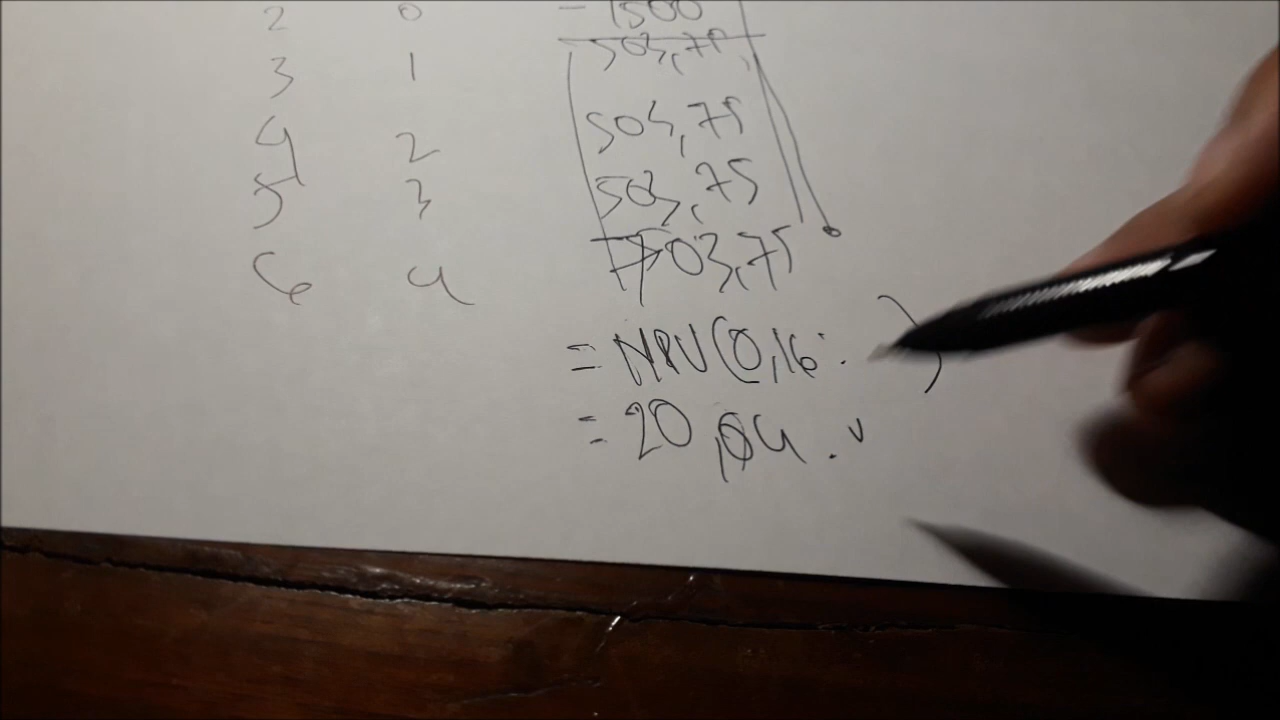 2 0 -1500
3 1 503,75
4 2 503,75
5 3 503,75
6 4 503,75
=NPV(0,16; )
= 20,04.